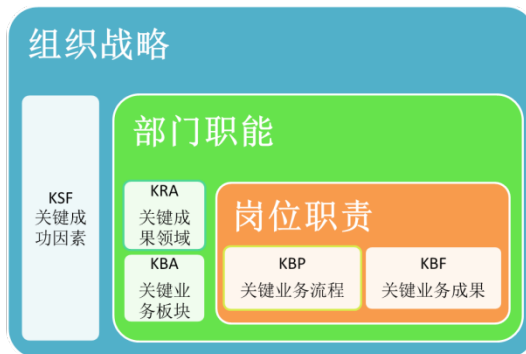 组织战略
部门职能
KSF
关键成
功因素
KRA
关键成
果领域
岗位职责
KBA
关键业
务板块
KBP
关键业务流程
KBF
关键业务成果